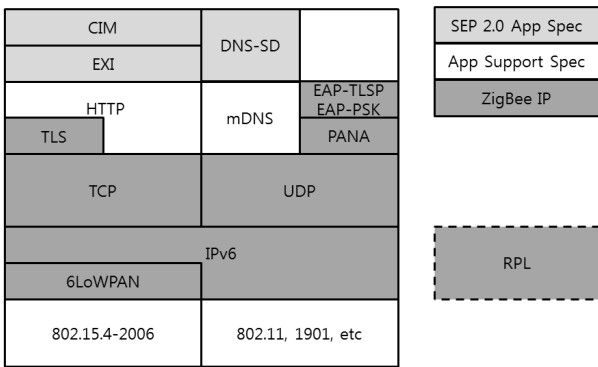 CIM
EXI
DNS-SD
HTTP
TLS
mDNS
EAP-TLSP
EAP-PSK
PANA
TCP
UDP
IPv6
6LoWPAN
802.15.4-2006
802.11, 1901, etc
SEP 2.0 App Spec
App Support Spec
ZigBee IP
RPL